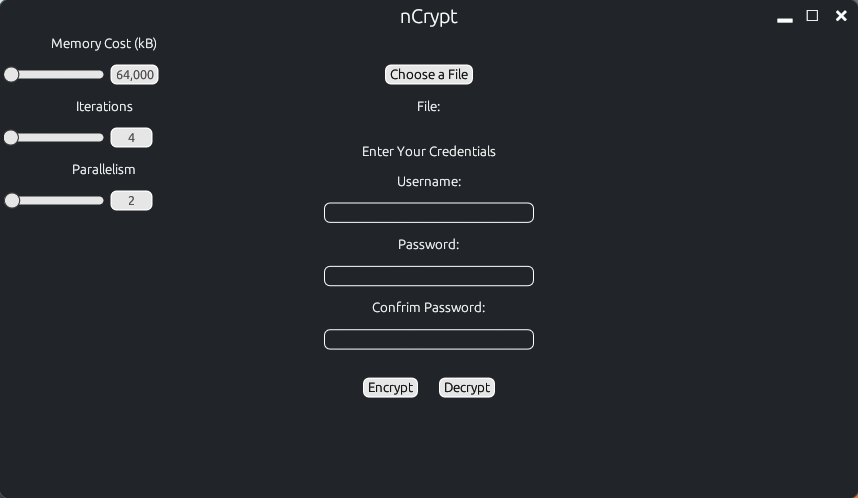 nCrypt
Memory Cost (kB)
64,000
Iterations
4
Parallelism
2
Choose a File
File:
Enter Your Credentials
Username:
Password:
Confrim Password:
Encrypt Decrypt